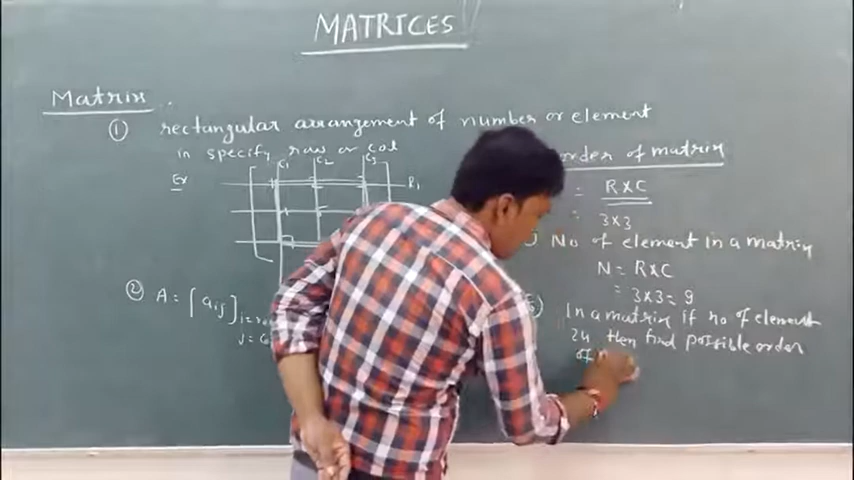 MATRICES
Matrix
① rectangular arrangement of number or element
in specify row or col
Ex
C1 C2 C3
R1
② A = [aij]
i=
j=
order of matrix
= R×C
: 3×3
No of element in a matrix
N = R×C
= 3×3 = 9
5) In a matrix if no of element
24 then find possible order
of